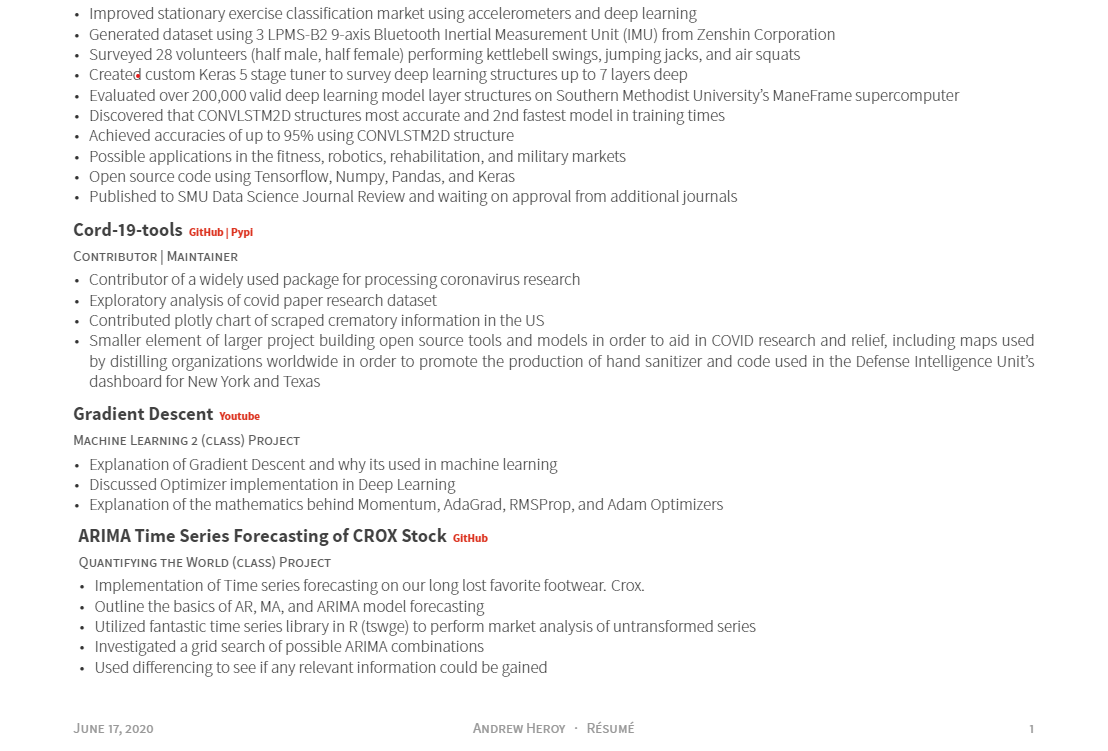 • Improved stationary exercise classification market using accelerometers and deep learning
• Generated dataset using 3 LPMS-B2 9-axis Bluetooth Inertial Measurement Unit (IMU) from Zenshin Corporation
• Surveyed 28 volunteers (half male, half female) performing kettlebell swings, jumping jacks, and air squats
• Created custom Keras 5 stage tuner to survey deep learning structures up to 7 layers deep
• Evaluated over 200,000 valid deep learning model layer structures on Southern Methodist University's ManeFrame supercomputer
• Discovered that CONVLSTM2D structures most accurate and 2nd fastest model in training times
• Achieved accuracies of up to 95% using CONVLSTM2D structure
• Possible applications in the fitness, robotics, rehabilitation, and military markets
• Open source code using Tensorflow, Numpy, Pandas, and Keras
• Published to SMU Data Science Journal Review and waiting on approval from additional journals
Cord-19-tools GitHub | Pypi
Contributor | Maintainer
• Contributor of a widely used package for processing coronavirus research
• Exploratory analysis of covid paper research dataset
• Contributed plotly chart of scraped crematory information in the US
• Smaller element of larger project building open source tools and models in order to aid in COVID research and relief, including maps used
by distilling organizations worldwide in order to promote the production of hand sanitizer and code used in the Defense Intelligence Unit's
dashboard for New York and Texas
Gradient Descent Youtube
Machine Learning 2 (class) Project
• Explanation of Gradient Descent and why its used in machine learning
• Discussed Optimizer implementation in Deep Learning
• Explanation of the mathematics behind Momentum, AdaGrad, RMSProp, and Adam Optimizers
ARIMA Time Series Forecasting of CROX Stock GitHub
Quantifying the World (class) Project
• Implementation of Time series forecasting on our long lost favorite footwear. Crox.
• Outline the basics of AR, MA, and ARIMA model forecasting
• Utilized fantastic time series library in R (tswge) to perform market analysis of untransformed series
• Investigated a grid search of possible ARIMA combinations
• Used differencing to see if any relevant information could be gained
June 17, 2020 Andrew Heroy · Résumé 1